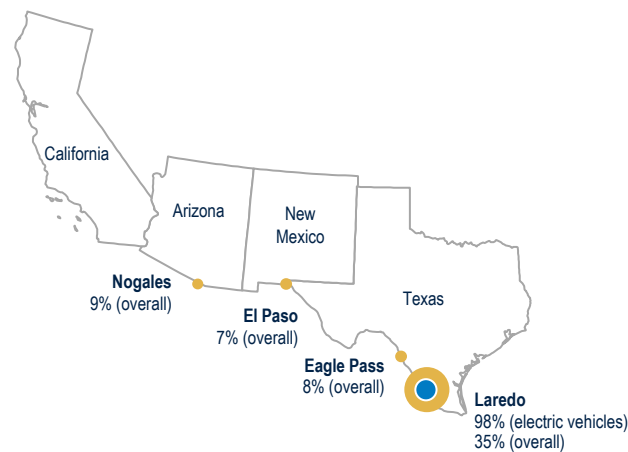 California
Arizona
New
Mexico
Texas
Nogales
9% (overall)
El Paso
7% (overall)
Eagle Pass
8% (overall)
Laredo
98% (electric vehicles)
35% (overall)